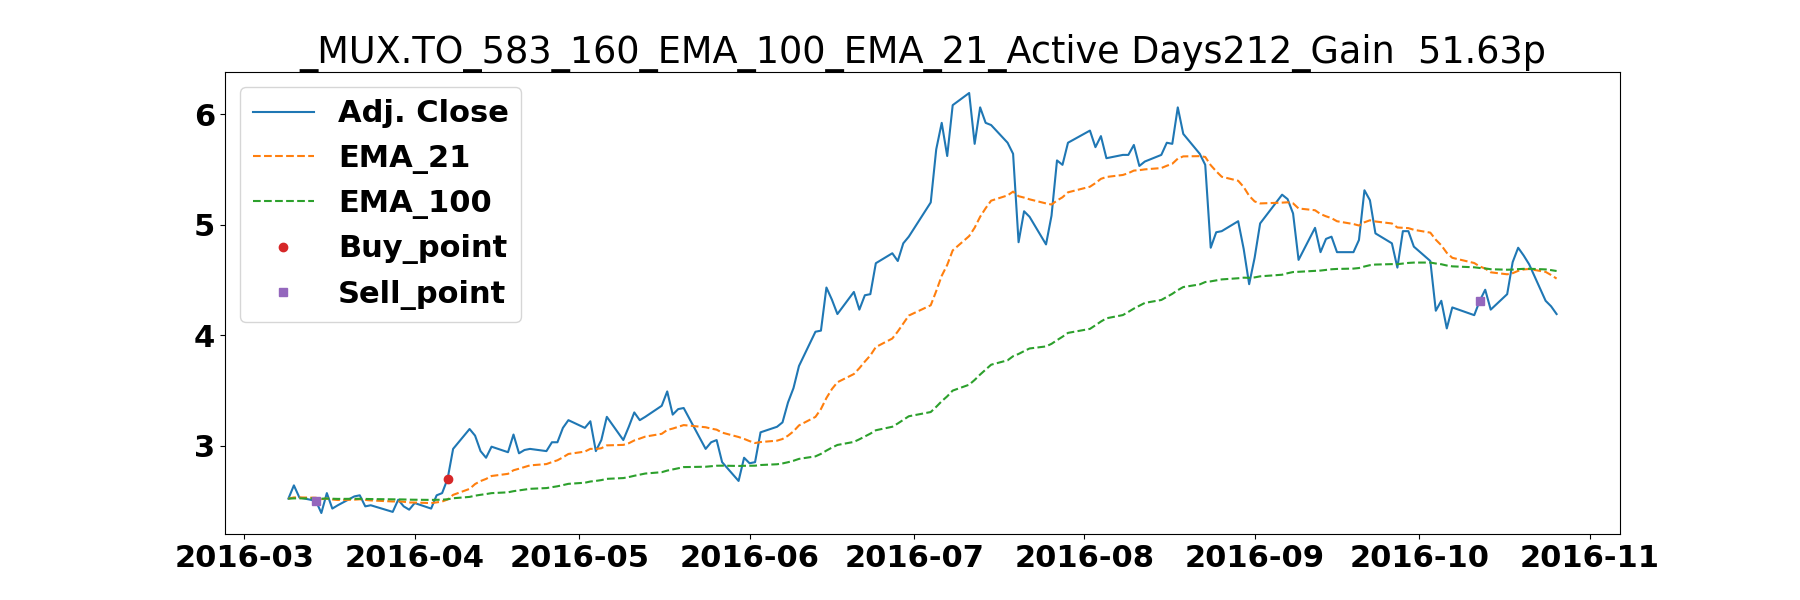 _MUX.TO_583_160_EMA_100_EMA_21_Active Days212_Gain  51.63p
Adj. Close
EMA_21
EMA_100
Buy_point
Sell_point
6
5
4
3
2016-03 2016-04 2016-05 2016-06 2016-07 2016-08 2016-09 2016-10 2016-11